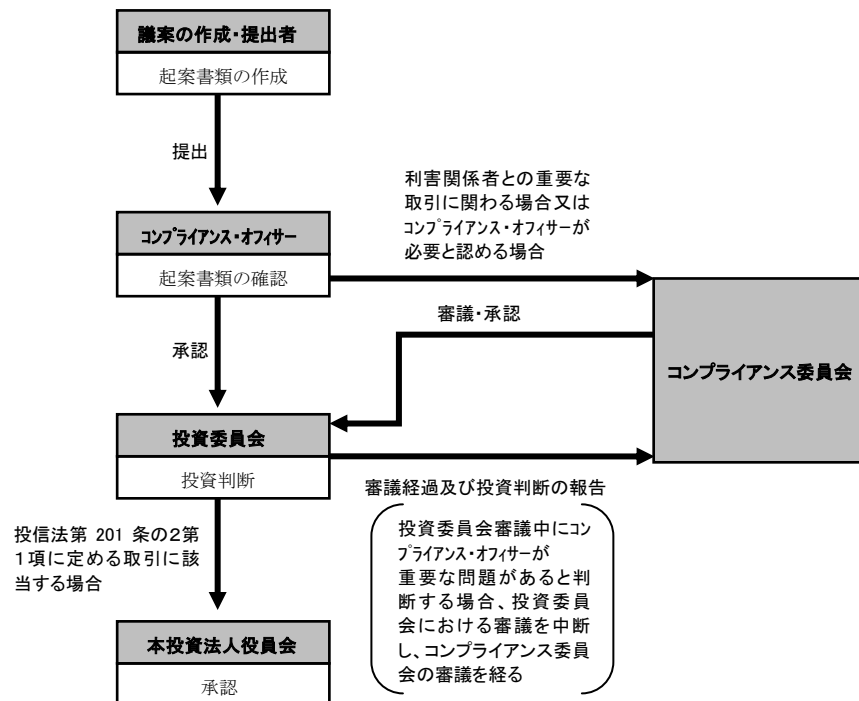 議案の作成・提出者
起案書類の作成
提出
利害関係者との重要な
取引に関わる場合又は
コンプライアンス・オフィサーが
必要と認める場合
コンプライアンス・オフィサー
起案書類の確認
審議・承認
承認
コンプライアンス委員会
投資委員会
投資判断
審議経過及び投資判断の報告
投信法第 201 条の2第
1項に定める取引に該
当する場合
投資委員会審議中にコン
プライアンス・オフィサーが
重要な問題があると判
断する場合、投資委員
会における審議を中断
し、コンプライアンス委員
会の審議を経る
本投資法人役員会
承認